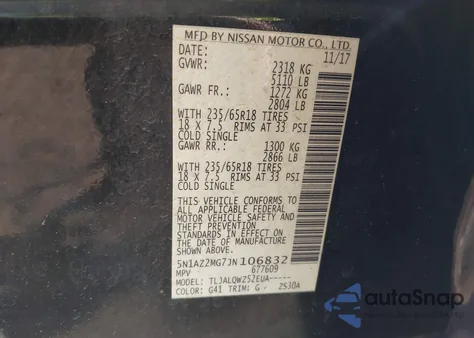 MFD BY NISSAN MOTOR CO., LTD.
DATE: 11/17
GVWR: 2318 KG
5110 LB
GAWR FR.: 1272 KG
2804 LB
WITH 235/65R18 TIRES
18 X 7.5 RIMS AT 33 PSI
COLD SINGLE
GAWR RR.: 1300 KG
2866 LB
WITH 235/65R18 TIRES
18 X 7.5 RIMS AT 33 PSI
COLD SINGLE
THIS VEHICLE CONFORMS TO
ALL APPLICABLE FEDERAL
MOTOR VEHICLE SAFETY AND
THEFT PREVENTION
STANDARDS IN EFFECT ON THE
DATE OF MANUFACTURE
SHOWN ABOVE.
5N1AZ2MG7JN106832
MPV 677609
MODEL: TLJALQWZ52EUA-----
COLOR: G41 TRIM: G
autoSnap